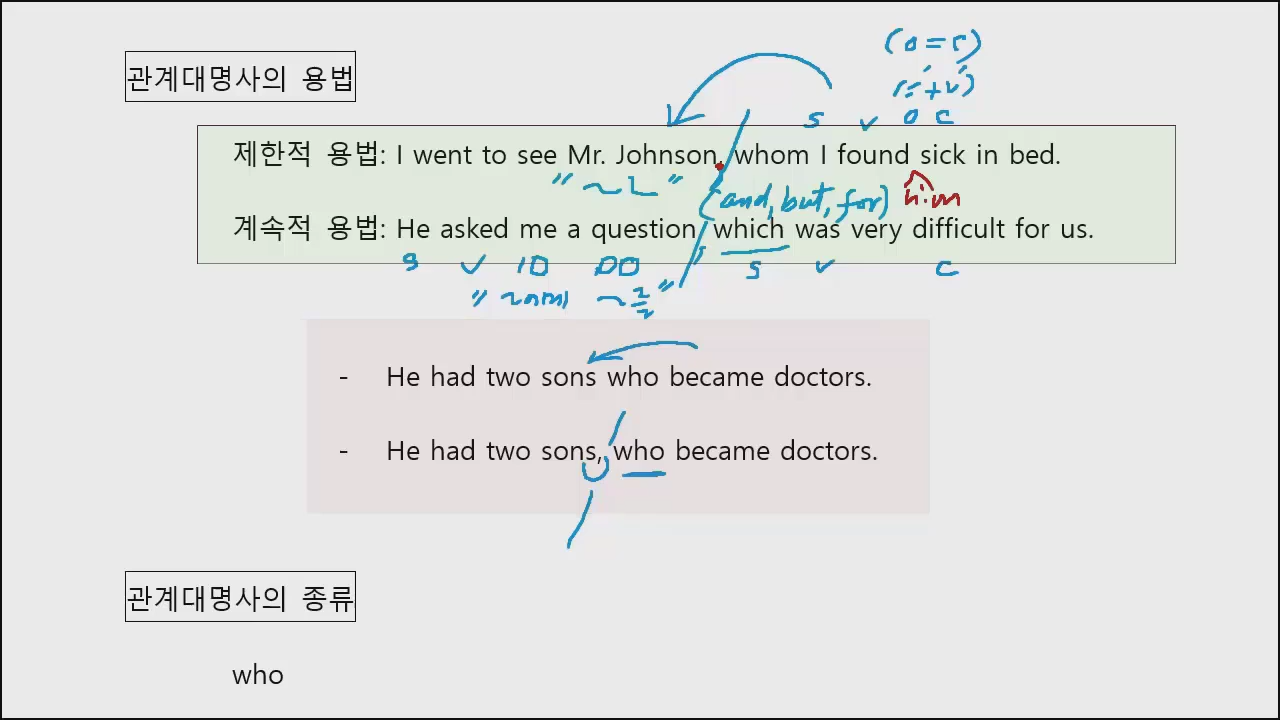 (o = c)
관계대명사의 용법
S V O C
제한적 용법: I went to see Mr. Johnson, whom I found sick in bed.
" ~ ㄴ " (and, but, for) him
계속적 용법: He asked me a question, which was very difficult for us.
S V IO DO S V C
He had two sons who became doctors.
- He had two sons, who became doctors.
관계대명사의 종류
who